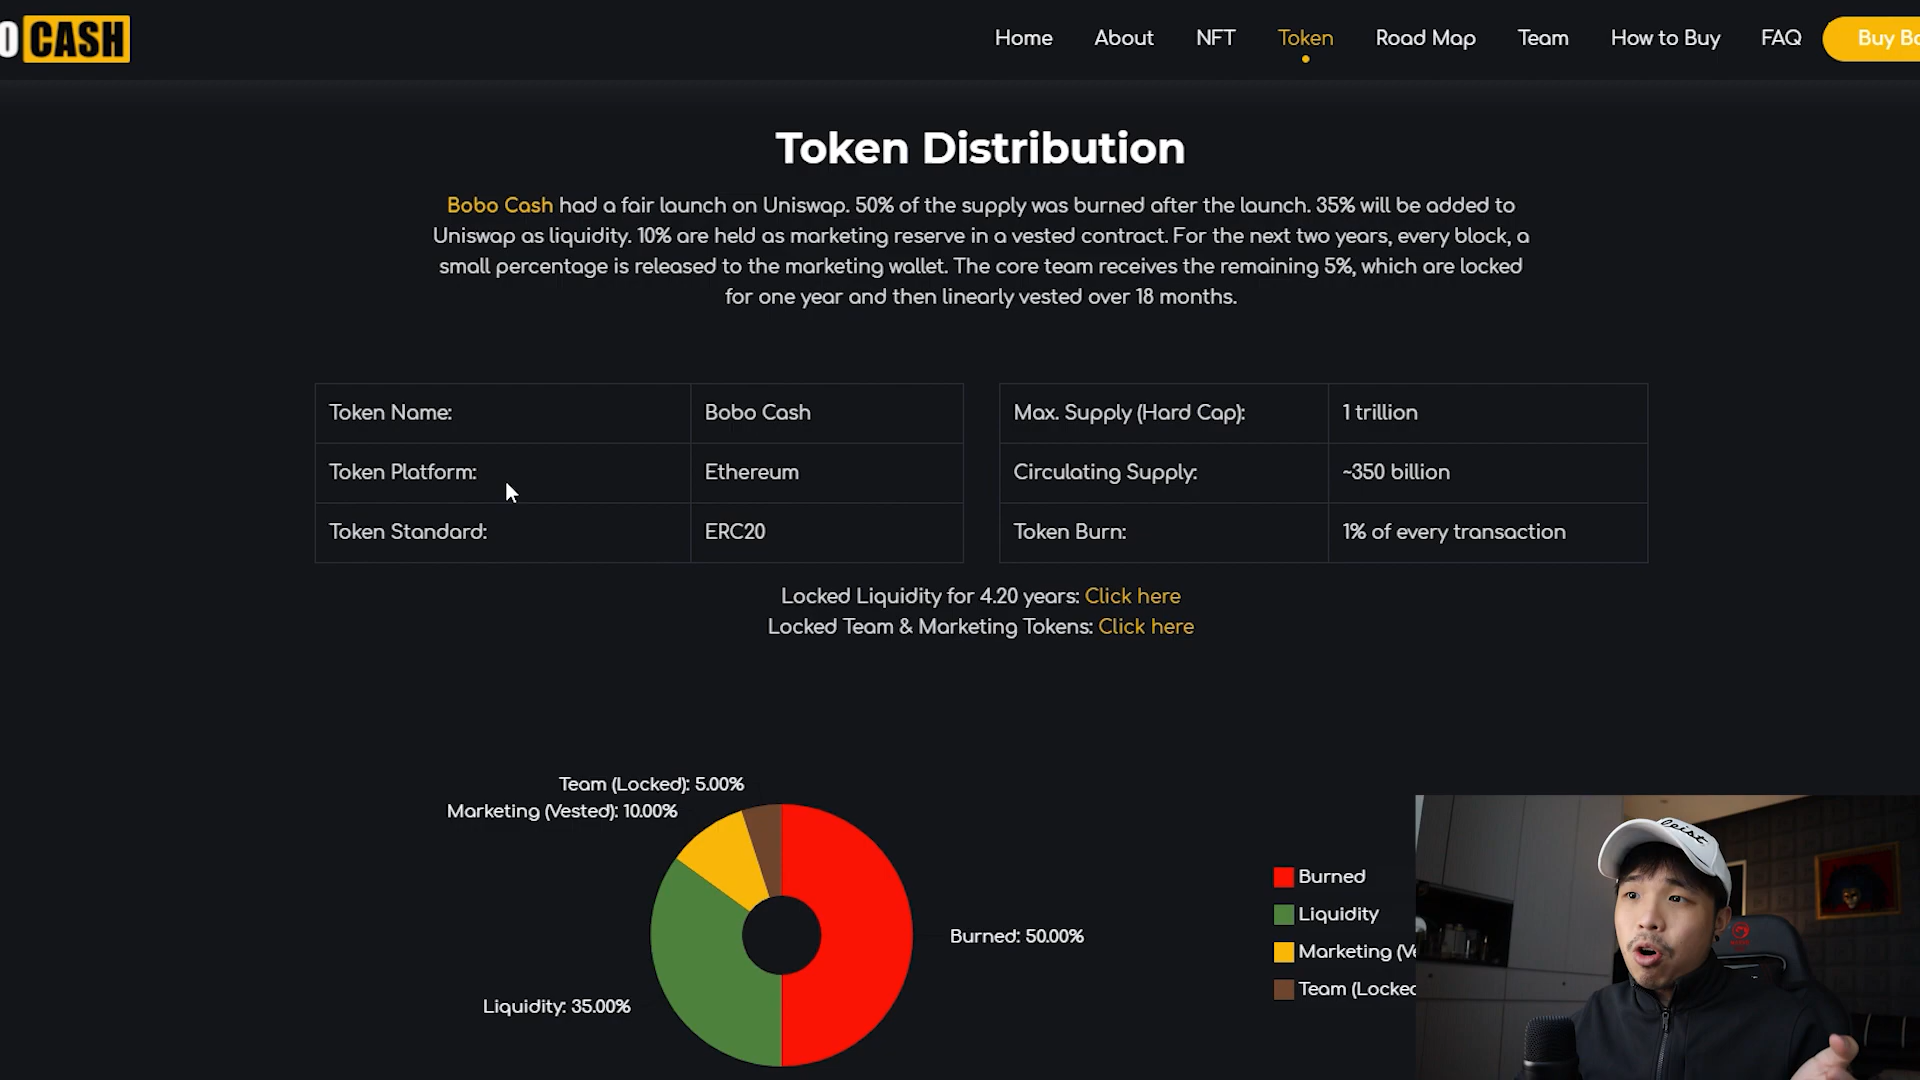 O CASH
Home About NFT Token Road Map Team How to Buy FAQ Buy Bo
Token Distribution
Bobo Cash had a fair launch on Uniswap. 50% of the supply was burned after the launch. 35% will be added to
Uniswap as liquidity. 10% are held as marketing reserve in a vested contract. For the next two years, every block, a
small percentage is released to the marketing wallet. The core team receives the remaining 5%, which are locked
for one year and then linearly vested over 18 months.
Token Name: Bobo Cash
Token Platform: Ethereum
Token Standard: ERC20
Max. Supply (Hard Cap): 1 trillion
Circulating Supply: ~350 billion
Token Burn: 1% of every transaction
Locked Liquidity for 4.20 years: Click here
Locked Team & Marketing Tokens: Click here
Team (Locked): 5.00%
Marketing (Vested): 10.00%
Burned: 50.00%
Liquidity: 35.00%
Burned
Liquidity
Marketing (Ve
Team (Locked
leist